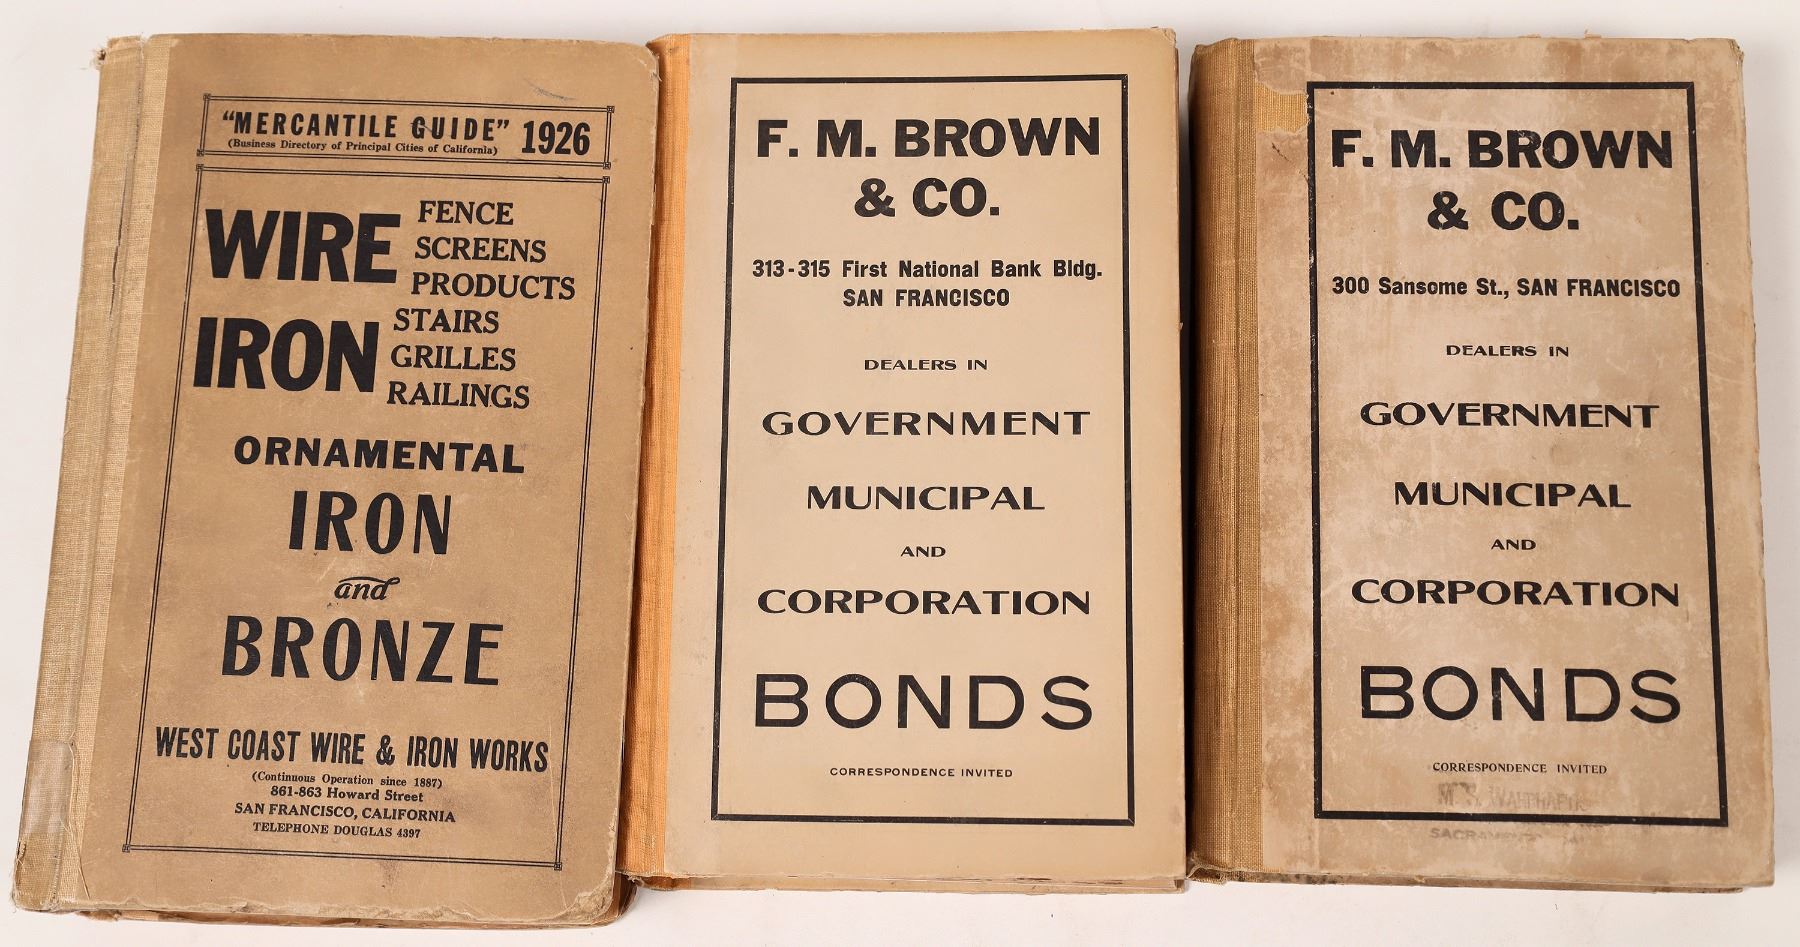 "MERCANTILE GUIDE" 1926
(Business Directory of Principal Cities of California)
WIRE
FENCE
SCREENS
PRODUCTS
IRON
STAIRS
GRILLES
RAILINGS
ORNAMENTAL
IRON
and
BRONZE
WEST COAST WIRE & IRON WORKS
(Continuous Operation since 1887)
861-863 Howard Street
SAN FRANCISCO, CALIFORNIA
TELEPHONE DOUGLAS 4397
F. M. BROWN
& CO.
313-315 First National Bank Bldg.
SAN FRANCISCO
DEALERS IN
GOVERNMENT
MUNICIPAL
AND
CORPORATION
BONDS
CORRESPONDENCE INVITED
F. M. BROWN
& CO.
300 Sansome St., SAN FRANCISCO
DEALERS IN
GOVERNMENT
MUNICIPAL
AND
CORPORATION
BONDS
CORRESPONDENCE INVITED
SACRAMENTO